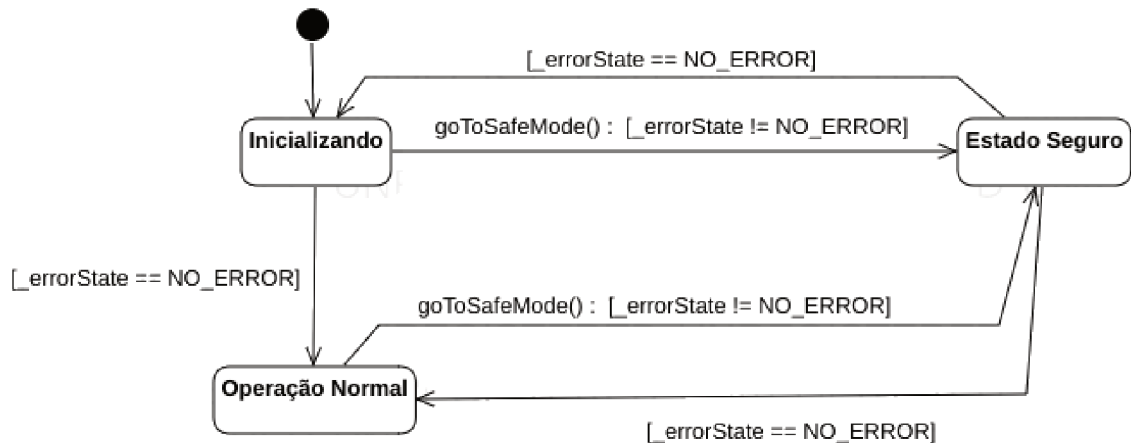 [_errorState == NO_ERROR]
goToSafeMode() : [_errorState != NO_ERROR]
Inicializando
Estado Seguro
[_errorState == NO_ERROR]
goToSafeMode() : [_errorState != NO_ERROR]
Operação Normal
[_errorState == NO_ERROR]